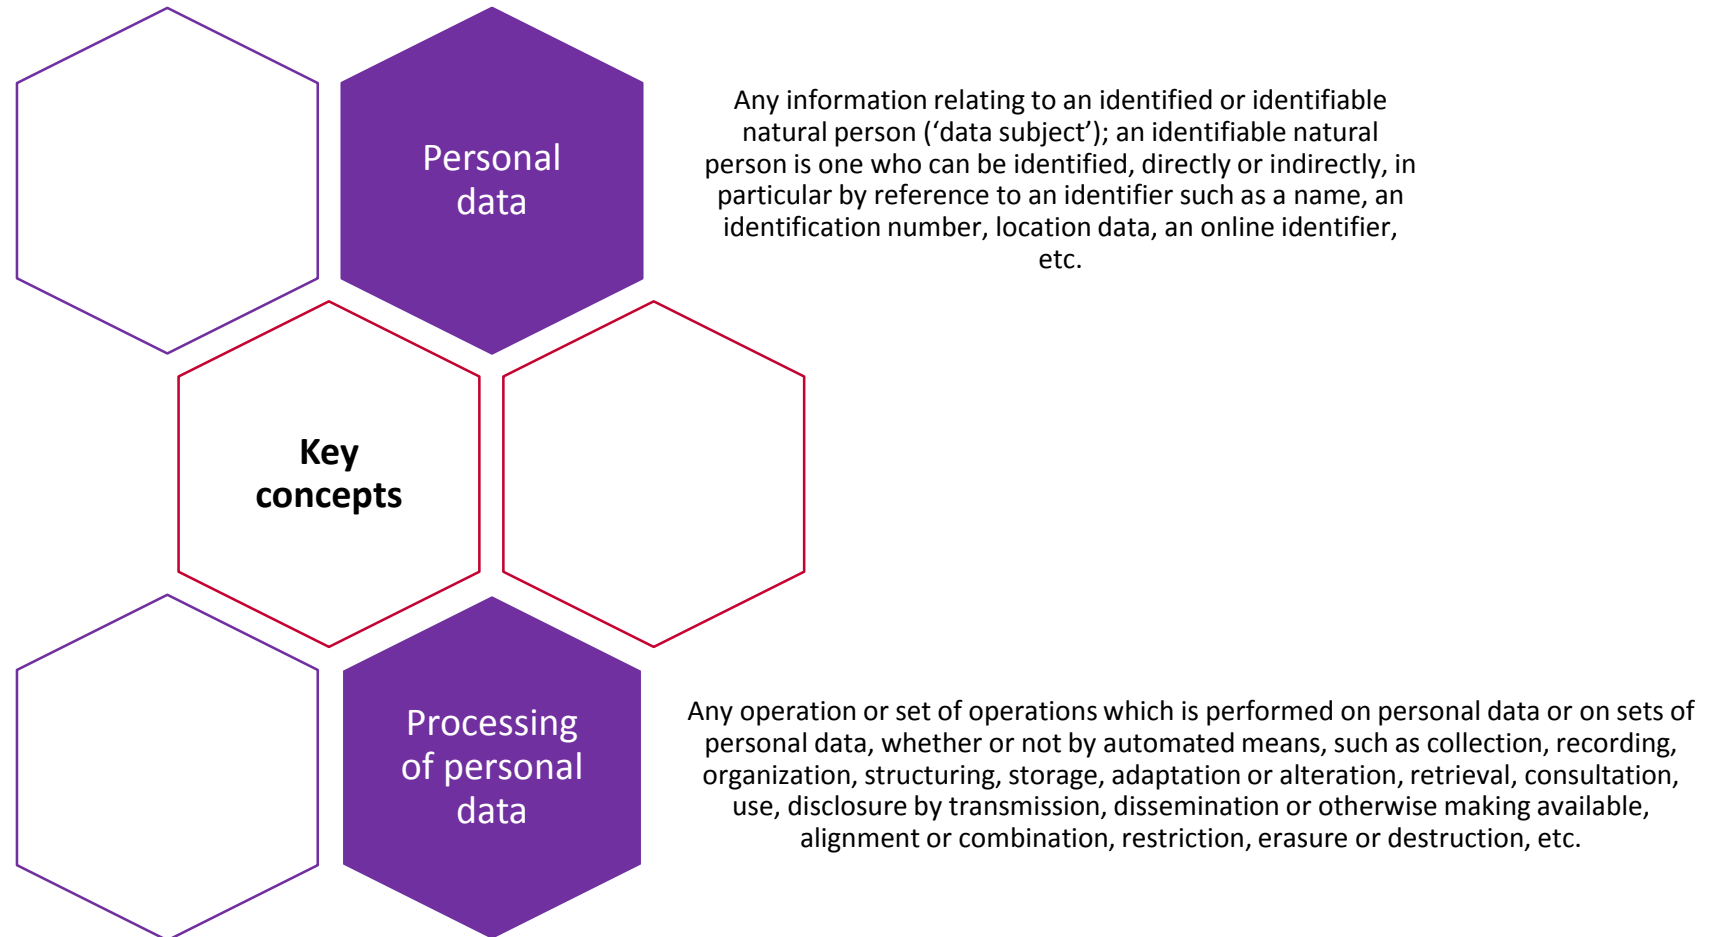 Personal
data
Any information relating to an identified or identifiable
natural person (‘data subject’); an identifiable natural
person is one who can be identified, directly or indirectly, in
particular by reference to an identifier such as a name, an
identification number, location data, an online identifier,
etc.
Key
concepts
Processing
of personal
data
Any operation or set of operations which is performed on personal data or on sets of
personal data, whether or not by automated means, such as collection, recording,
organization, structuring, storage, adaptation or alteration, retrieval, consultation,
use, disclosure by transmission, dissemination or otherwise making available,
alignment or combination, restriction, erasure or destruction, etc.